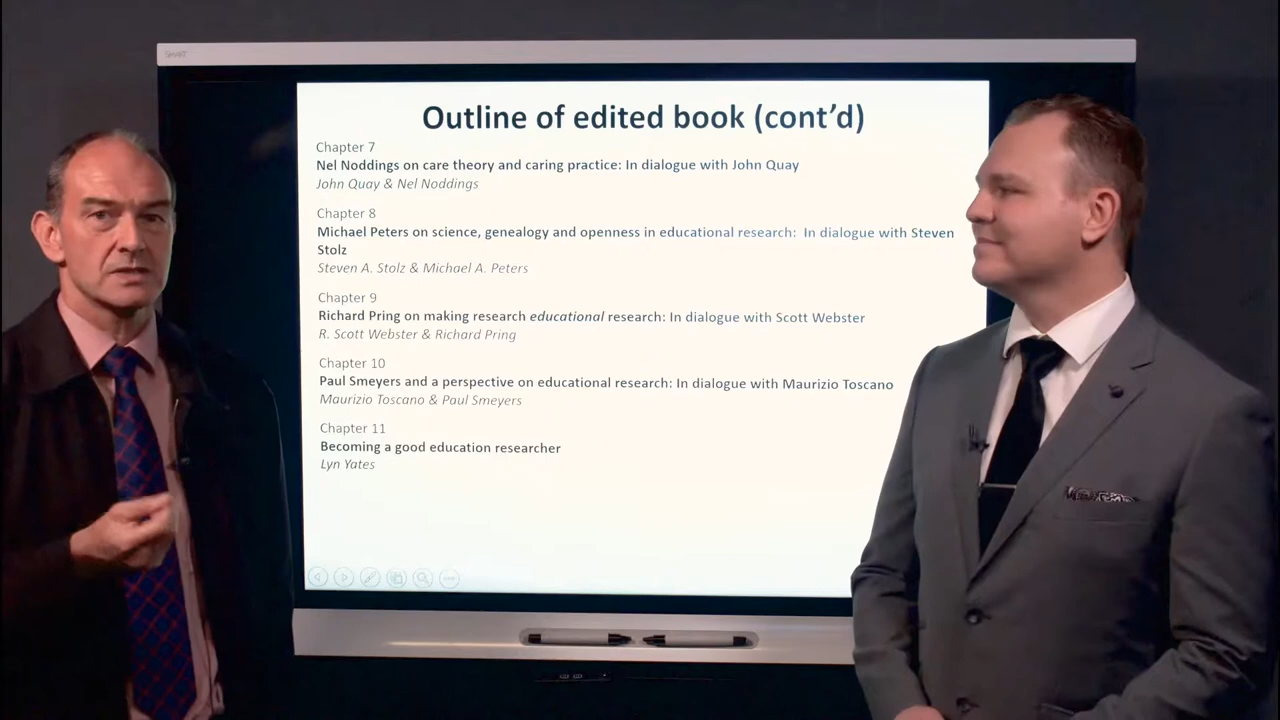 SMART
Outline of edited book (cont’d)
Chapter 7
Nel Noddings on care theory and caring practice: In dialogue with John Quay
John Quay & Nel Noddings
Chapter 8
Michael Peters on science, genealogy and openness in educational research:  In dialogue with Steven
Stolz
Steven A. Stolz & Michael A. Peters
Chapter 9
Richard Pring on making research educational research: In dialogue with Scott Webster
R. Scott Webster & Richard Pring
Chapter 10
Paul Smeyers and a perspective on educational research: In dialogue with Maurizio Toscano
Maurizio Toscano & Paul Smeyers
Chapter 11
Becoming a good education researcher
Lyn Yates